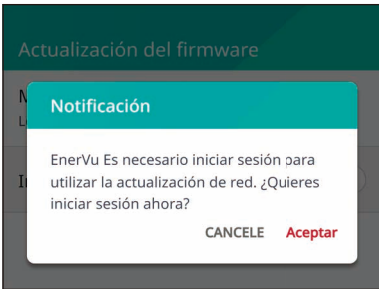 Actualización del firmware
Notificación
EnerVu Es necesario iniciar sesión para
utilizar la actualización de red. ¿Quieres
iniciar sesión ahora?
CANCELE Aceptar